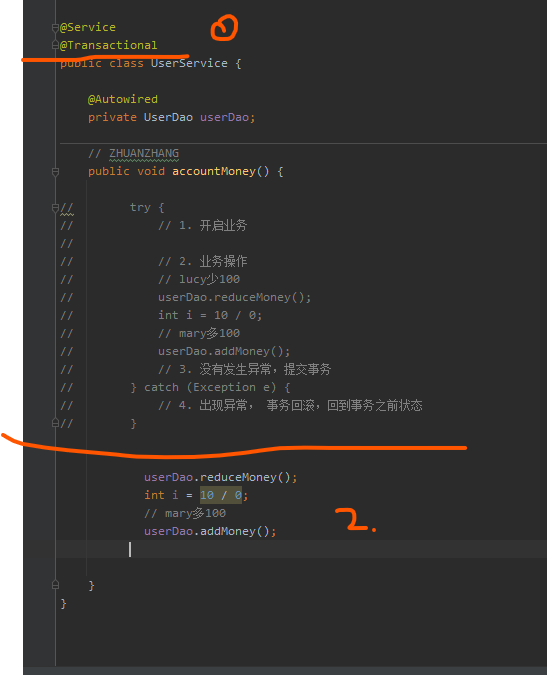 @Service
@Transactional
public class UserService {
@Autowired
private UserDao userDao;
// ZHUANZHANG
public void accountMoney() {
// try {
// // 1. 开启业务
//
// // 2. 业务操作
// // lucy少100
// userDao.reduceMoney();
// int i = 10 / 0;
// // mary多100
// userDao.addMoney();
// // 3. 没有发生异常，提交事务
// } catch (Exception e) {
// // 4. 出现异常， 事务回滚，回到事务之前状态
// }
userDao.reduceMoney();
int i = 10 / 0;
// mary多100
2.
userDao.addMoney();
}
}